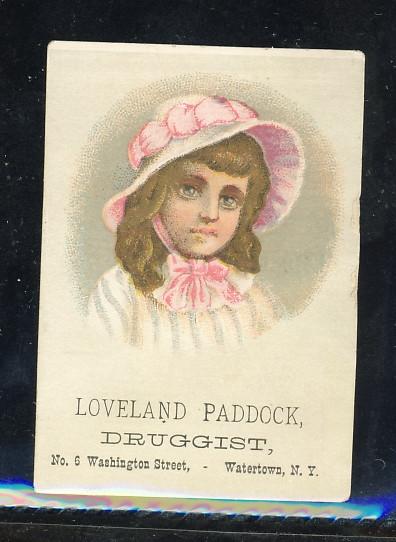 LOVELAND PADDOCK,
DRUGGIST,
No. 6 Washington Street, - Watertown, N. Y.